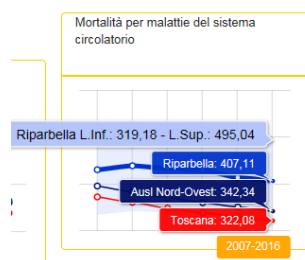 Mortalità per malattie del sistema
circolatorio
Riparbella L.Inf.: 319,18 - L.Sup.: 495,04
Riparbella: 407,11
Ausl Nord-Ovest: 342,34
Toscana: 322,08
2007-2016